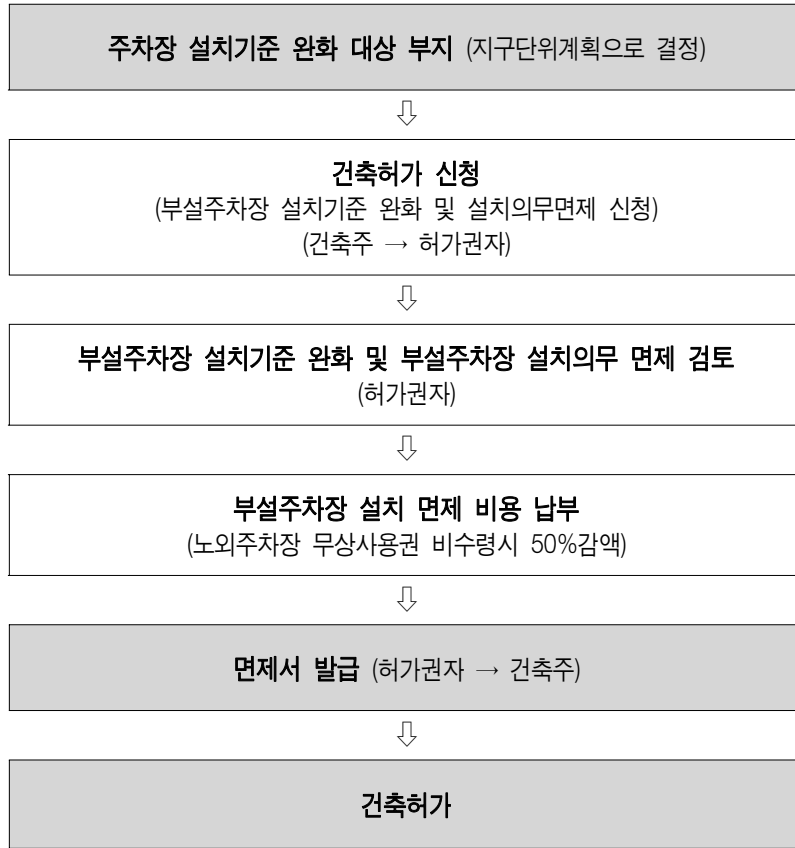 주차장 설치기준 완화 대상 부지 (지구단위계획으로 결정)
⇩
건축허가 신청
(부설주차장 설치기준 완화 및 설치의무면제 신청)
(건축주 → 허가권자)
⇩
부설주차장 설치기준 완화 및 부설주차장 설치의무 면제 검토
(허가권자)
⇩
부설주차장 설치 면제 비용 납부
(노외주차장 무상사용권 비수령시 50%감액)
⇩
면제서 발급 (허가권자 → 건축주)
⇩
건축허가